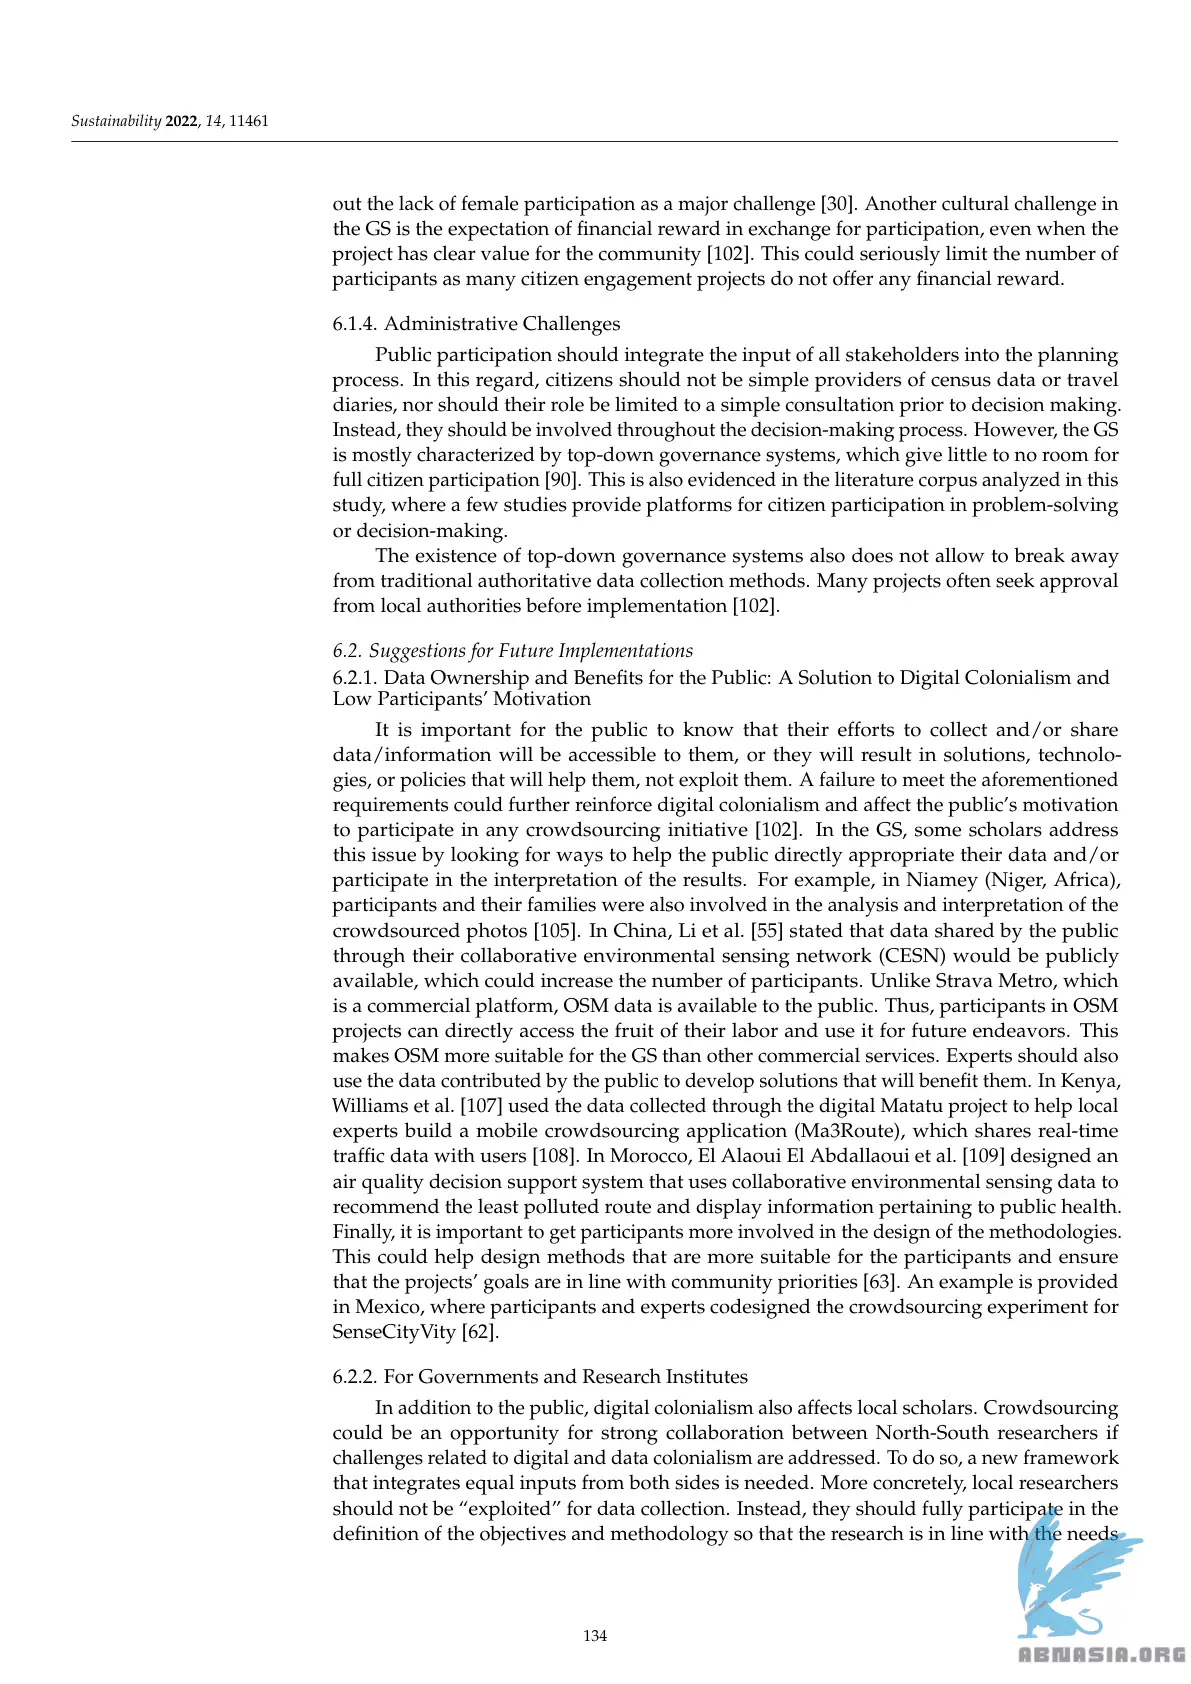 Sustainability 2022, 14, 11461
out the lack of female participation as a major challenge [30]. Another cultural challenge in
the GS is the expectation of financial reward in exchange for participation, even when the
project has clear value for the community [102]. This could seriously limit the number of
participants as many citizen engagement projects do not offer any financial reward.
6.1.4. Administrative Challenges
Public participation should integrate the input of all stakeholders into the planning
process. In this regard, citizens should not be simple providers of census data or travel
diaries, nor should their role be limited to a simple consultation prior to decision making.
Instead, they should be involved throughout the decision-making process. However, the GS
is mostly characterized by top-down governance systems, which give little to no room for
full citizen participation [90]. This is also evidenced in the literature corpus analyzed in this
study, where a few studies provide platforms for citizen participation in problem-solving
or decision-making.
The existence of top-down governance systems also does not allow to break away
from traditional authoritative data collection methods. Many projects often seek approval
from local authorities before implementation [102].
6.2. Suggestions for Future Implementations
6.2.1. Data Ownership and Benefits for the Public: A Solution to Digital Colonialism and
Low Participants’ Motivation
It is important for the public to know that their efforts to collect and/or share
data/information will be accessible to them, or they will result in solutions, technolo-
gies, or policies that will help them, not exploit them. A failure to meet the aforementioned
requirements could further reinforce digital colonialism and affect the public’s motivation
to participate in any crowdsourcing initiative [102]. In the GS, some scholars address
this issue by looking for ways to help the public directly appropriate their data and/or
participate in the interpretation of the results. For example, in Niamey (Niger, Africa),
participants and their families were also involved in the analysis and interpretation of the
crowdsourced photos [105]. In China, Li et al. [55] stated that data shared by the public
through their collaborative environmental sensing network (CESN) would be publicly
available, which could increase the number of participants. Unlike Strava Metro, which
is a commercial platform, OSM data is available to the public. Thus, participants in OSM
projects can directly access the fruit of their labor and use it for future endeavors. This
makes OSM more suitable for the GS than other commercial services. Experts should also
use the data contributed by the public to develop solutions that will benefit them. In Kenya,
Williams et al. [107] used the data collected through the digital Matatu project to help local
experts build a mobile crowdsourcing application (Ma3Route), which shares real-time
traffic data with users [108]. In Morocco, El Alaoui El Abdallaoui et al. [109] designed an
air quality decision support system that uses collaborative environmental sensing data to
recommend the least polluted route and display information pertaining to public health.
Finally, it is important to get participants more involved in the design of the methodologies.
This could help design methods that are more suitable for the participants and ensure
that the projects’ goals are in line with community priorities [63]. An example is provided
in Mexico, where participants and experts codesigned the crowdsourcing experiment for
SenseCityVity [62].
6.2.2. For Governments and Research Institutes
In addition to the public, digital colonialism also affects local scholars. Crowdsourcing
could be an opportunity for strong collaboration between North-South researchers if
challenges related to digital and data colonialism are addressed. To do so, a new framework
that integrates equal inputs from both sides is needed. More concretely, local researchers
should not be “exploited” for data collection. Instead, they should fully participate in the
definition of the objectives and methodology so that the research is in line with the needs
134
ABNASIA.ORG